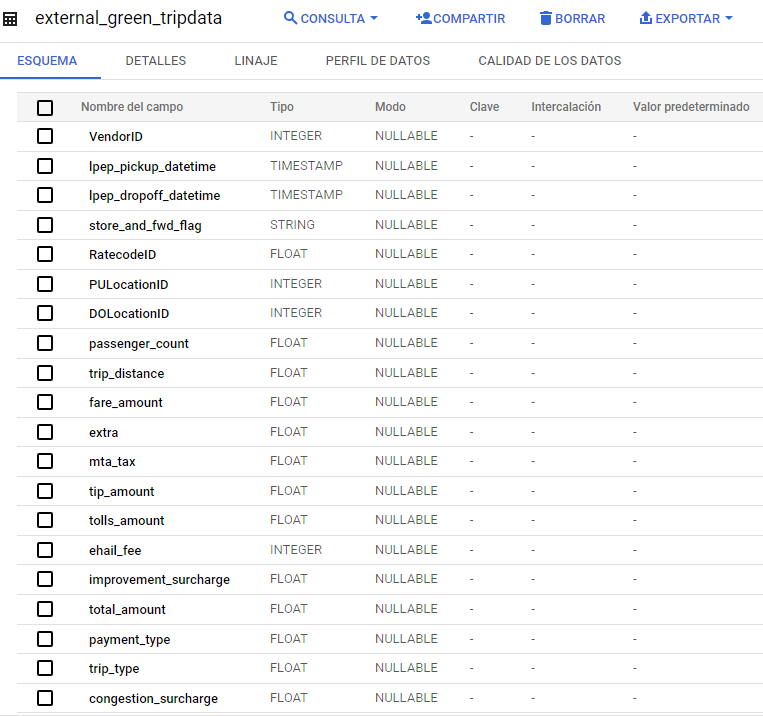 external_green_tripdata CONSULTA COMPARTIR BORRAR EXPORTAR
ESQUEMA DETALLES LINAJE PERFIL DE DATOS CALIDAD DE LOS DATOS
Nombre del campo Tipo Modo Clave Intercalación Valor predeterminado
VendorID INTEGER NULLABLE - - -
lpep_pickup_datetime TIMESTAMP NULLABLE - - -
lpep_dropoff_datetime TIMESTAMP NULLABLE - - -
store_and_fwd_flag STRING NULLABLE - - -
RatecodeID FLOAT NULLABLE - - -
PULocationID INTEGER NULLABLE - - -
DOLocationID INTEGER NULLABLE - - -
passenger_count FLOAT NULLABLE - - -
trip_distance FLOAT NULLABLE - - -
fare_amount FLOAT NULLABLE - - -
extra FLOAT NULLABLE - - -
mta_tax FLOAT NULLABLE - - -
tip_amount FLOAT NULLABLE - - -
tolls_amount FLOAT NULLABLE - - -
ehail_fee INTEGER NULLABLE - - -
improvement_surcharge FLOAT NULLABLE - - -
total_amount FLOAT NULLABLE - - -
payment_type FLOAT NULLABLE - - -
trip_type FLOAT NULLABLE - - -
congestion_surcharge FLOAT NULLABLE - - -